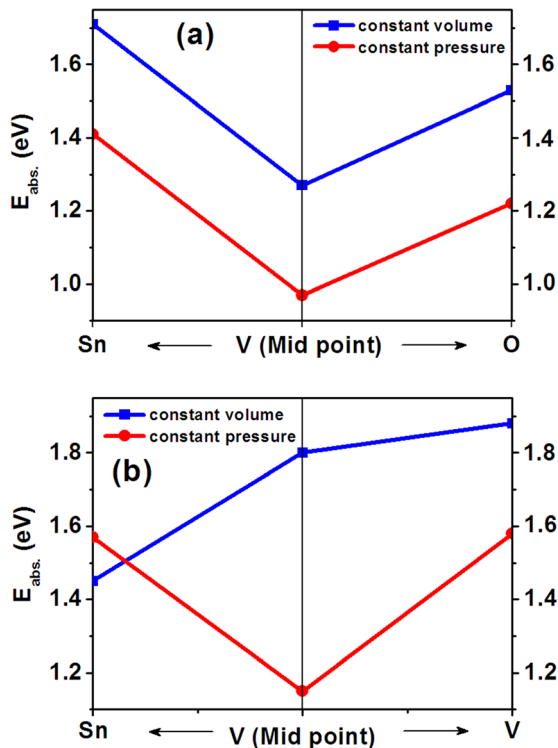 (a)
constant volume
constant pressure
1.6
1.4
1.2
1.0
1.6
1.4
1.2
1.0
E abs. (eV)
Sn ← V (Mid point) → O
constant volume
constant pressure
(b)
1.8
1.6
1.4
1.2
1.8
1.6
1.4
1.2
E abs. (eV)
Sn ← V (Mid point) → V